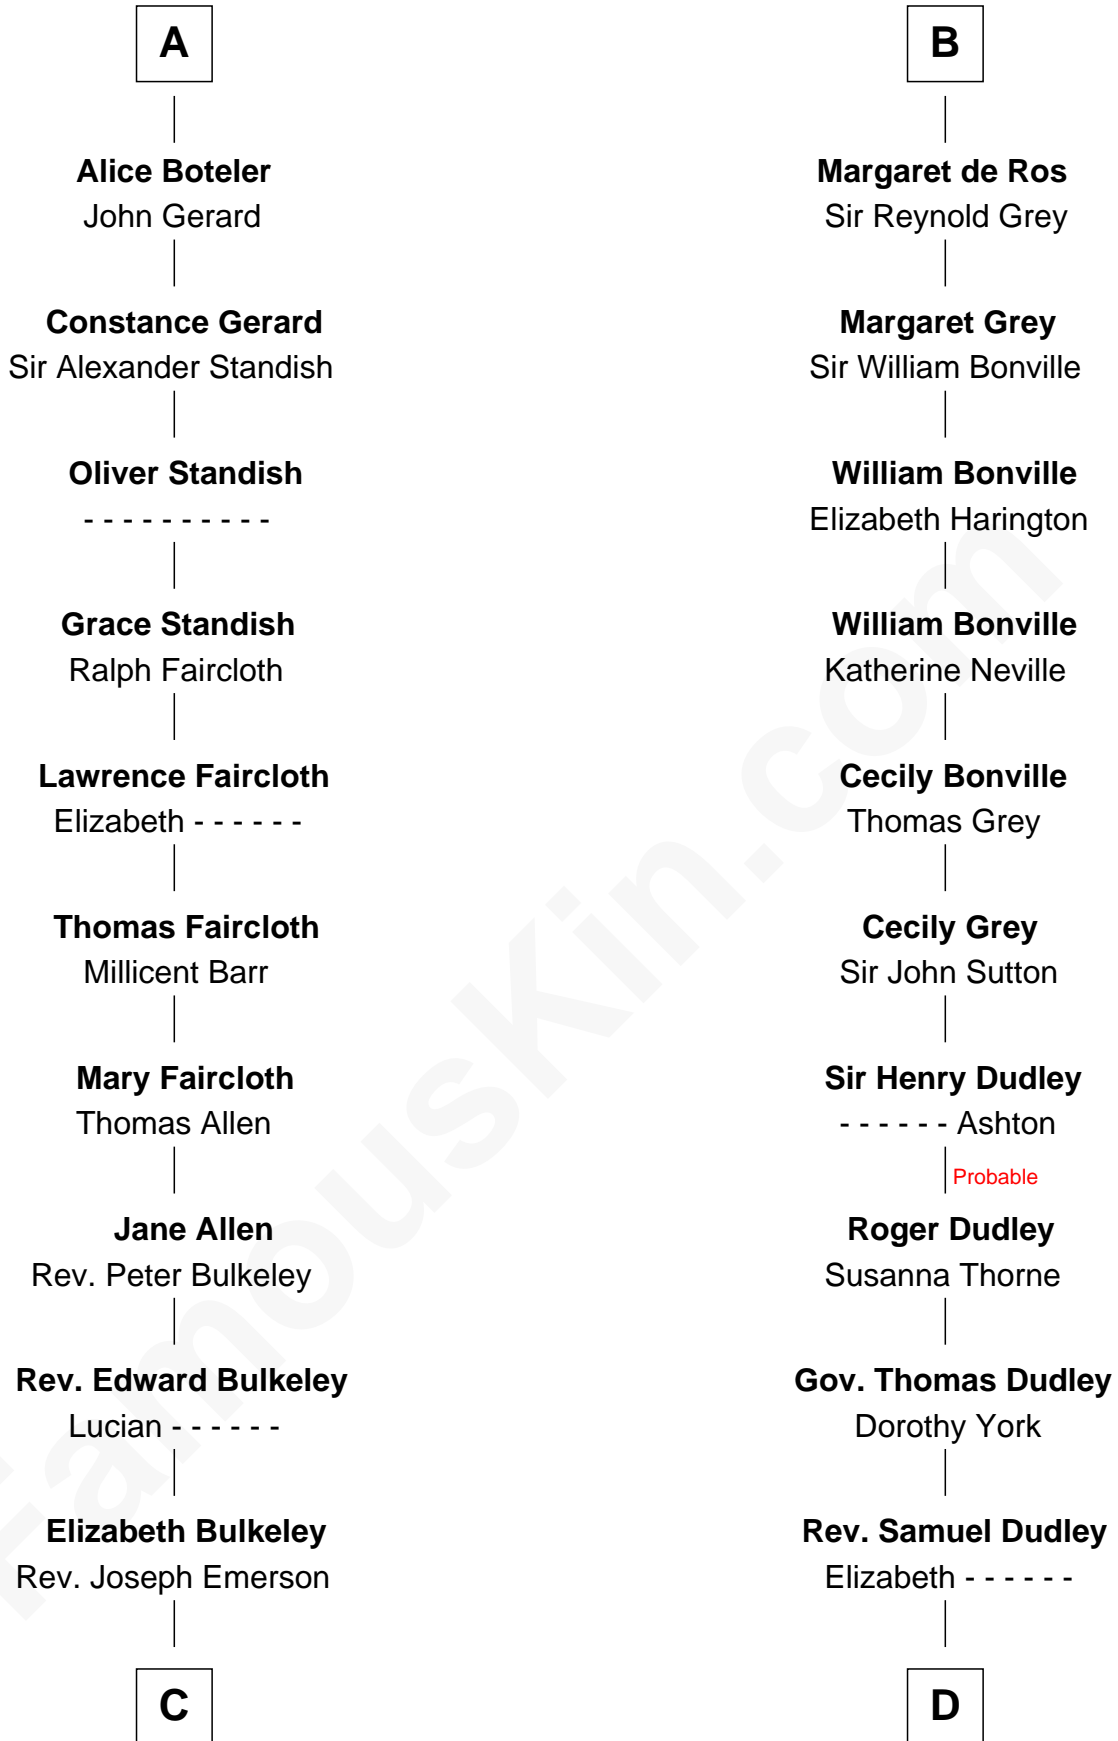 A
Alice Boteler
John Gerard
Constance Gerard
Sir Alexander Standish
Oliver Standish
- - - - - - - - - -
Grace Standish
Ralph Faircloth
Lawrence Faircloth
Elizabeth - - - - - -
Thomas Faircloth
Millicent Barr
Mary Faircloth
Thomas Allen
Jane Allen
Rev. Peter Bulkeley
Rev. Edward Bulkeley
Lucian - - - - - -
Elizabeth Bulkeley
Rev. Joseph Emerson
C
B
Margaret de Ros
Sir Reynold Grey
Margaret Grey
Sir William Bonville
William Bonville
Elizabeth Harington
William Bonville
Katherine Neville
Cecily Bonville
Thomas Grey
Cecily Grey
Sir John Sutton
Sir Henry Dudley
- - - - - - Ashton
Probable
Roger Dudley
Susanna Thorne
Gov. Thomas Dudley
Dorothy York
Rev. Samuel Dudley
Elizabeth - - - - - -
D
FamousKin.com